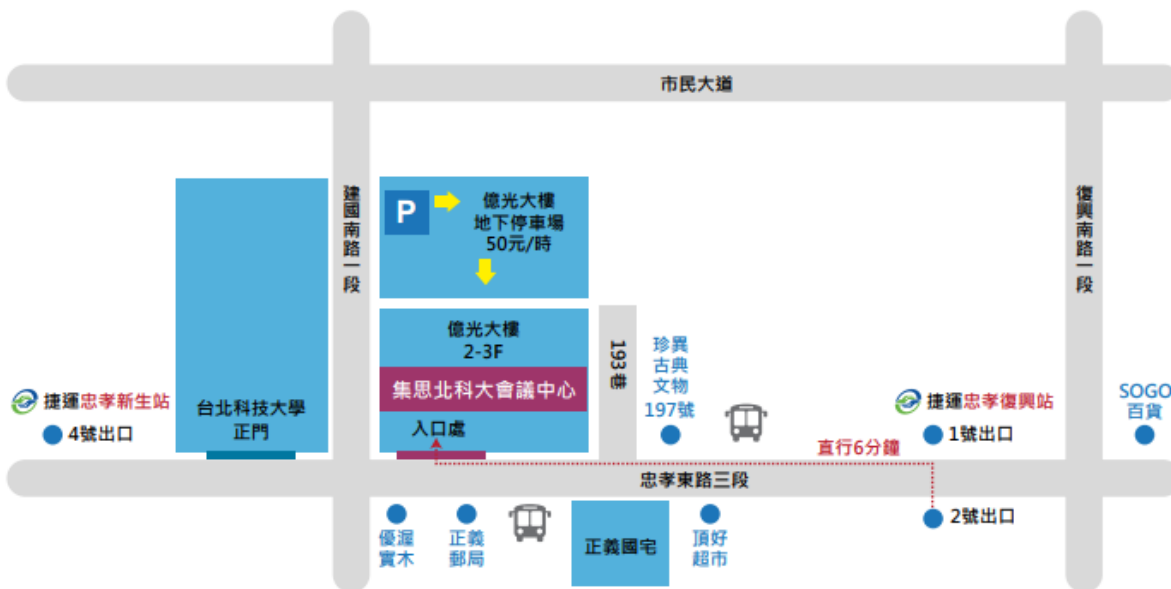 市民大道
建國南路一段
復興南路一段
P
億光大樓
地下停車場
50元/時
億光大樓
2-3F
集思北科大會議中心
入口處
193巷
珍異
古典
文物
197號
捷運忠孝新生站
4號出口
台北科技大學
正門
捷運忠孝復興站
1號出口
SOGO
百貨
直行6分鐘
忠孝東路三段
2號出口
優渥
實木
正義
郵局
正義國宅
頂好
超市